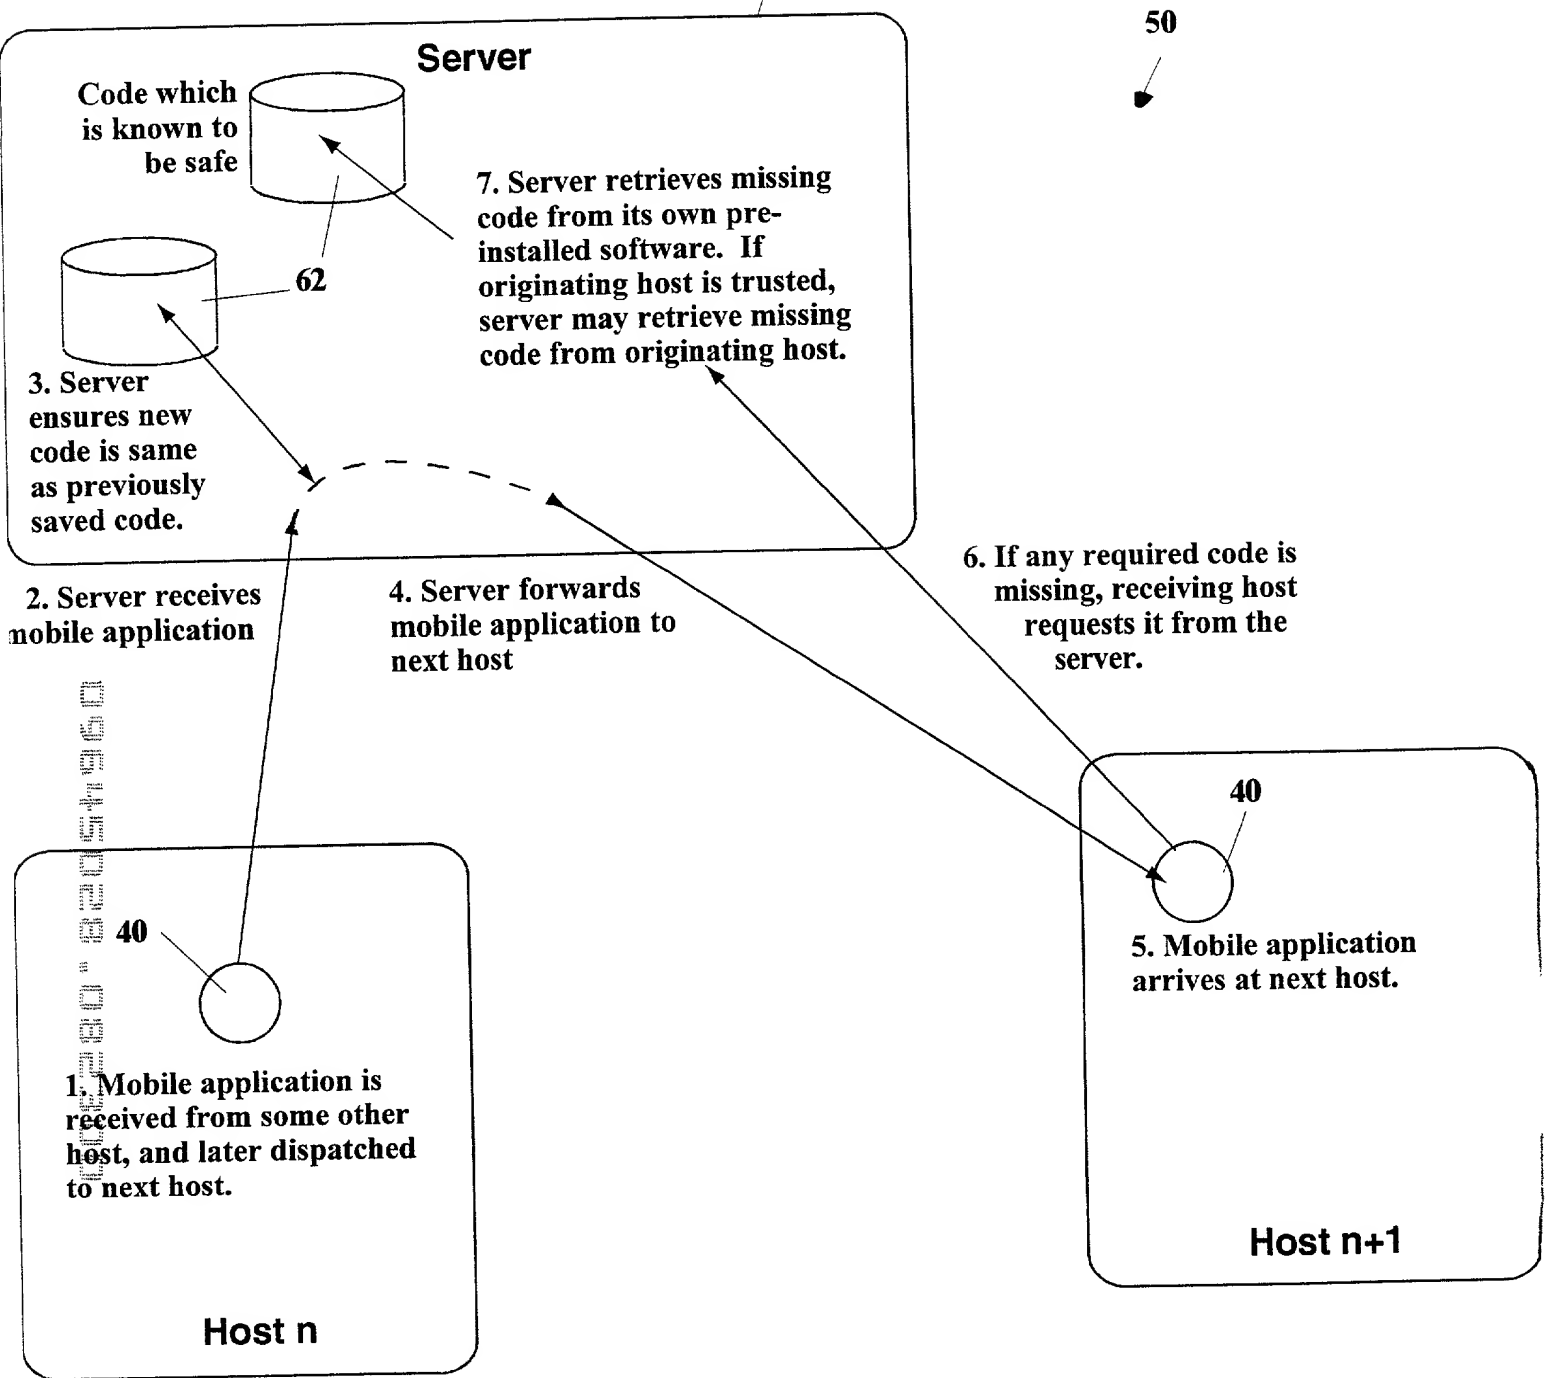 50
Server
Code which
is known to
be safe
7. Server retrieves missing
code from its own pre-
installed software. If
originating host is trusted,
server may retrieve missing
code from originating host.
62
3. Server
ensures new
code is same
as previously
saved code.
2. Server receives
mobile application
4. Server forwards
mobile application to
next host
6. If any required code is
missing, receiving host
requests it from the
server.
40
5. Mobile application
arrives at next host.
Host n+1
40
1. Mobile application is
received from some other
host, and later dispatched
to next host.
Host n